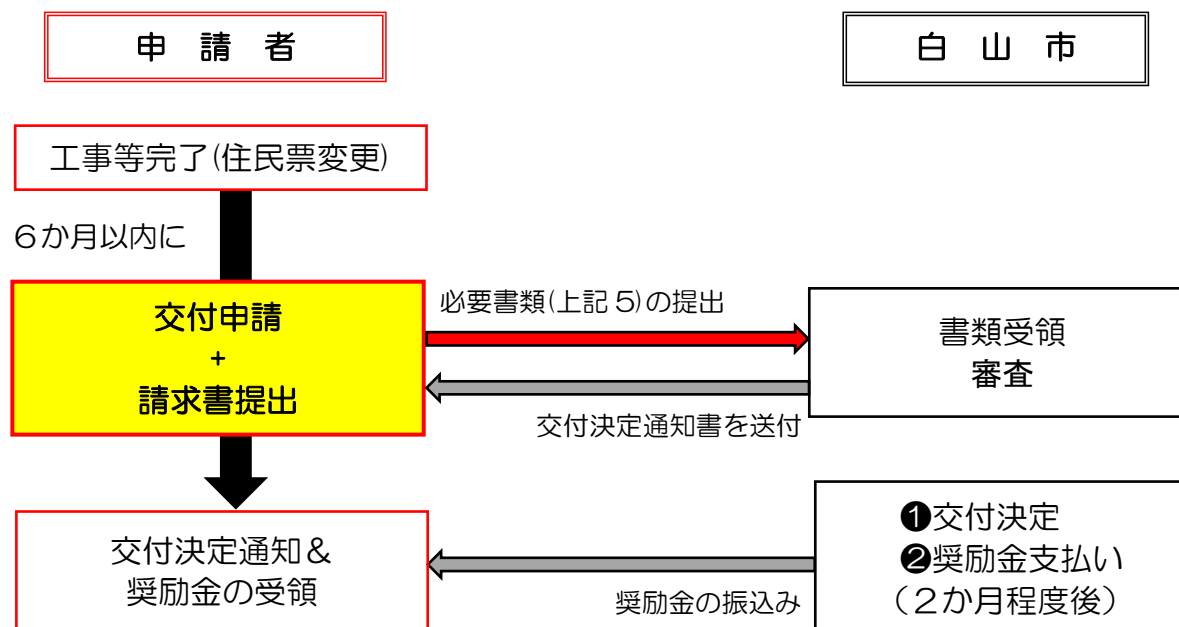 申 請 者
白 山 市
工事等完了(住民票変更)
６か月以内に
交付申請
+
請求書提出
必要書類(上記５)の提出
書類受領
審査
交付決定通知書を送付
交付決定通知＆
奨励金の受領
❶交付決定
❷奨励金支払い
（２か月程度後）
奨励金の振込み